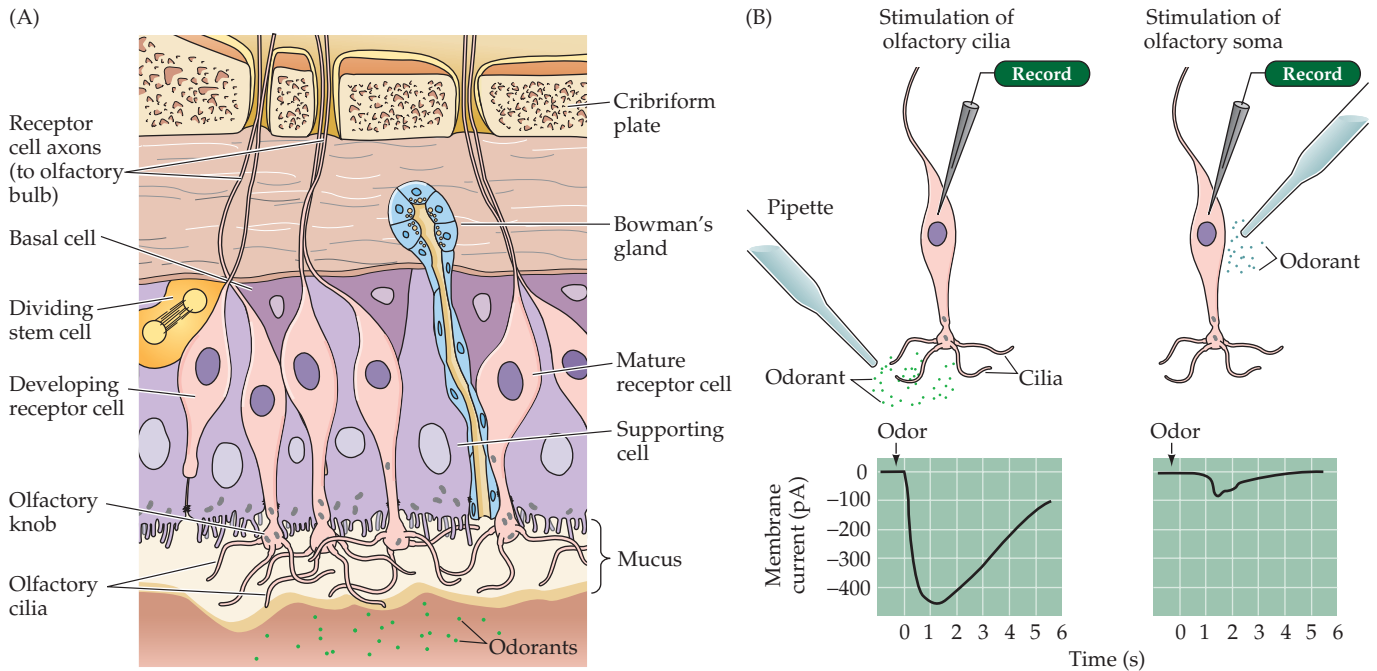 (A)
Receptor
cell axons
(to olfactory
bulb)
Basal cell
Dividing
stem cell
Developing
receptor cell
Olfactory
knob
Olfactory
cilia
Cribriform
plate
Bowman's
gland
Mature
receptor cell
Supporting
cell
Mucus
Odorants
(B)
Stimulation of
olfactory cilia
Record
Pipette
Odorant
Cilia
Stimulation of
olfactory soma
Record
Odorant
Odor
Membrane
current (pA)
0
−100
−200
−300
−400
0 1 2 3 4 5 6
Odor
0 1 2 3 4 5 6
Time (s)